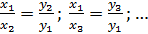 x₁/x₂ = y₂/y₁ ; x₁/x₃ = y₃/y₁ ; ...